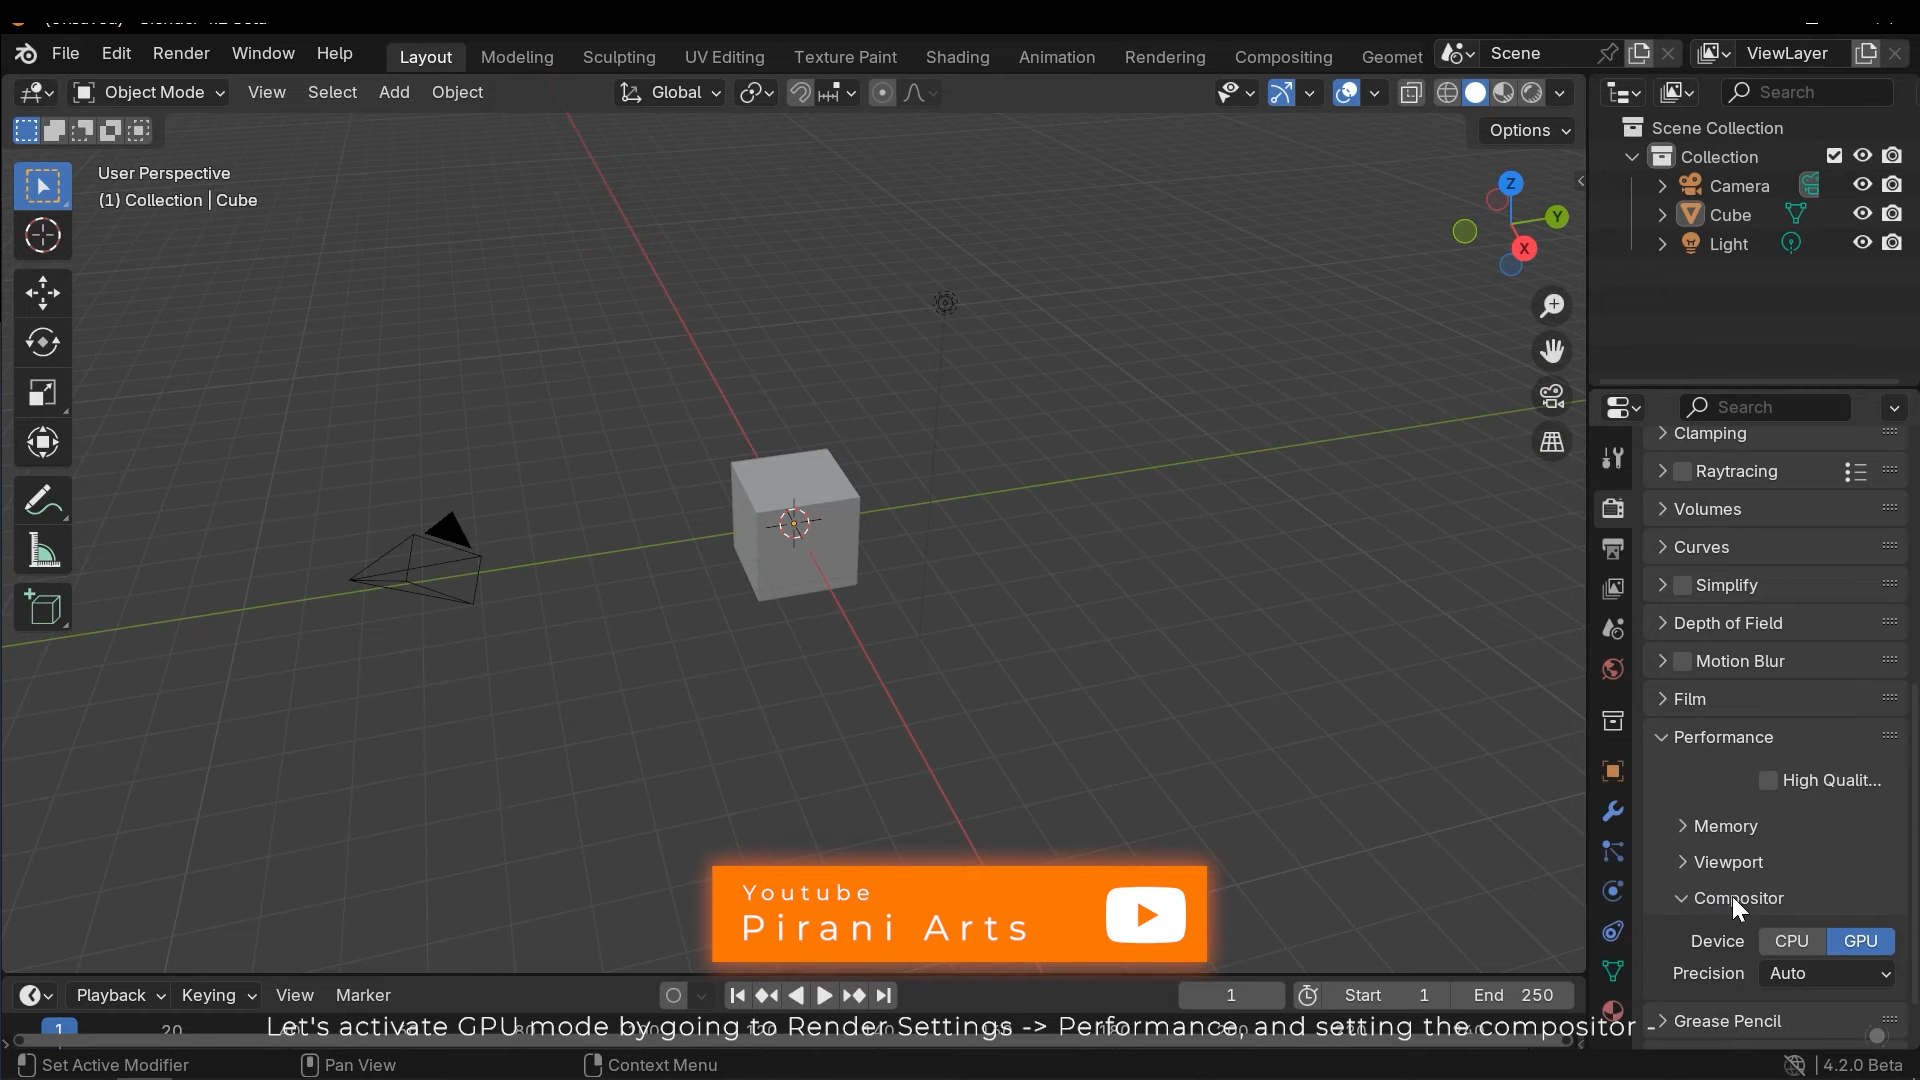 File Edit Render Window Help Layout Modeling Sculpting UV Editing Texture Paint Shading Animation Rendering Compositing Geomet Scene ViewLayer
Object Mode View Select Add Object Global Search
Options
User Perspective
(1) Collection | Cube
Z
Y
X
Scene Collection
Collection
Camera
Cube
Light
Search
Clamping
Raytracing
Volumes
Curves
Simplify
Depth of Field
Motion Blur
Film
Performance
High Qualit...
Memory
Viewport
Compositor
Device CPU GPU
Precision Auto
Grease Pencil
Youtube
Pirani Arts
Playback Keying View Marker 1 Start 1 End 250
1 20
Let's activate GPU mode by going to Render Settings -> Performance, and setting the compositor -
Set Active Modifier Pan View Context Menu 4.2.0 Beta